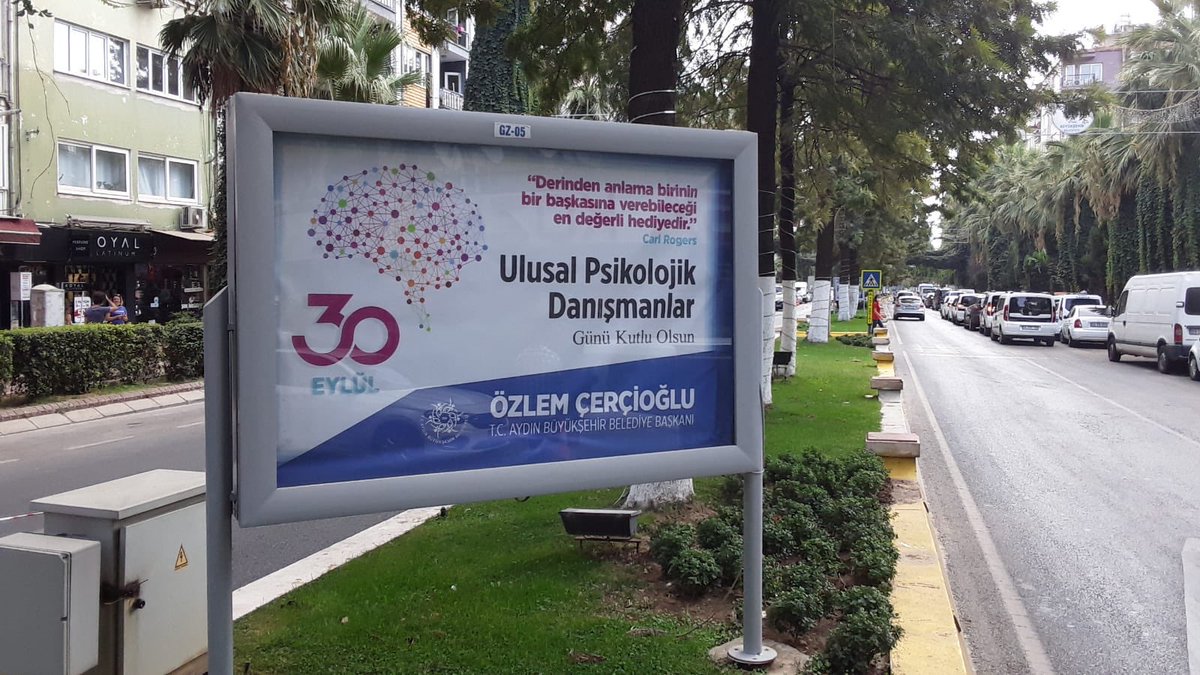 GZ-05
"Derinden anlama birinin
bir başkasına verebileceği
en değerli hediyedir."
Carl Rogers
Ulusal Psikolojik
Danışmanlar
Günü Kutlu Olsun
30
EYLÜL
ÖZLEM ÇERÇİOĞLU
T.C. AYDIN BÜYÜKŞEHİR BELEDİYE BAŞKANI
OYAL
LATINUM